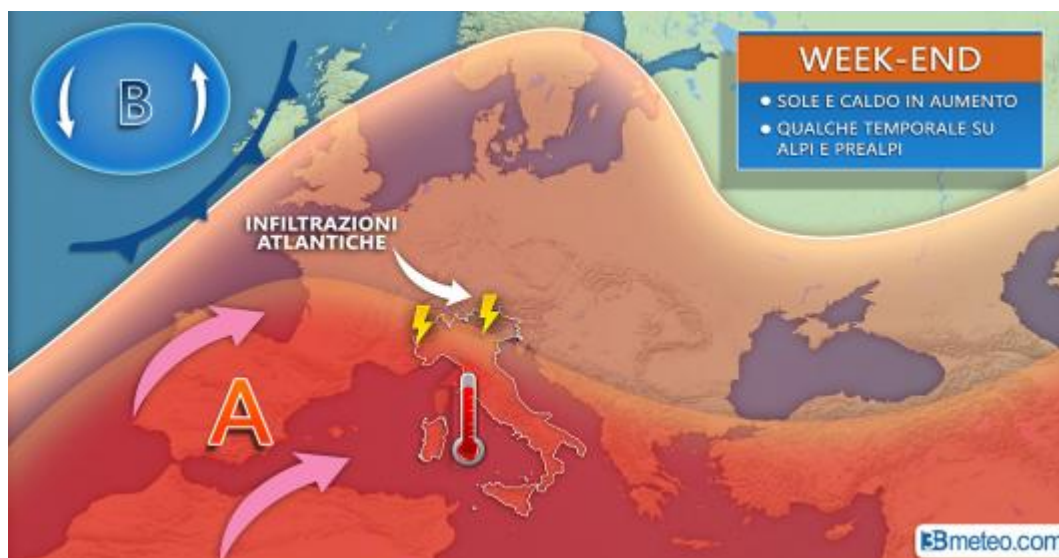 B
WEEK-END
• SOLE E CALDO IN AUMENTO
• QUALCHE TEMPORALE SU
ALPI E PREALPI
INFILTRAZIONI
ATLANTICHE
A
3Bmeteo.com